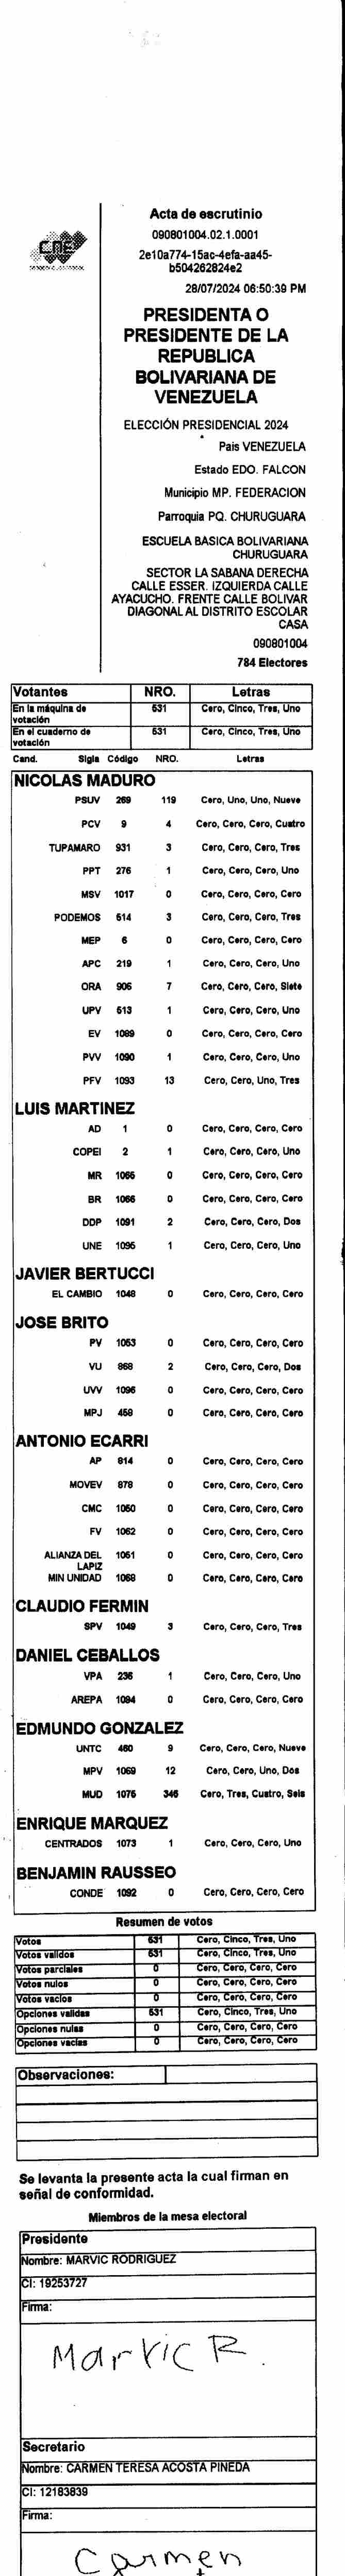 CNE
Acta de escrutinio
090801004.02.1.0001
2e10a774-15ac-4efa-aa45-
b504262824e2
28/07/2024 06:50:39 PM
PRESIDENTA O
PRESIDENTE DE LA
REPUBLICA
BOLIVARIANA DE
VENEZUELA
ELECCIÓN PRESIDENCIAL 2024
Pais VENEZUELA
Estado EDO. FALCON
Municipio MP. FEDERACION
Parroquia PQ. CHURUGUARA
ESCUELA BASICA BOLIVARIANA
CHURUGUARA
SECTOR LA SABANA DERECHA
CALLE ESSER. IZQUIERDA CALLE
AYACUCHO. FRENTE CALLE BOLIVAR
DIAGONAL AL DISTRITO ESCOLAR
CASA
090801004
784 Electores
Votantes NRO. Letras
En la máquina de votación 531 Cero, Cinco, Tres, Uno
En el cuaderno de votación 531 Cero, Cinco, Tres, Uno
Cand. Sigla Código NRO. Letras
NICOLAS MADURO
PSUV 269 119 Cero, Uno, Uno, Nueve
PCV 9 4 Cero, Cero, Cero, Cuatro
TUPAMARO 931 3 Cero, Cero, Cero, Tres
PPT 276 1 Cero, Cero, Cero, Uno
MSV 1017 0 Cero, Cero, Cero, Cero
PODEMOS 514 3 Cero, Cero, Cero, Tres
MEP 6 0 Cero, Cero, Cero, Cero
APC 219 1 Cero, Cero, Cero, Uno
ORA 906 7 Cero, Cero, Cero, Siete
UPV 513 1 Cero, Cero, Cero, Uno
EV 1089 0 Cero, Cero, Cero, Cero
PVV 1090 1 Cero, Cero, Cero, Uno
PFV 1093 13 Cero, Cero, Uno, Tres
LUIS MARTINEZ
AD 1 0 Cero, Cero, Cero, Cero
COPEI 2 1 Cero, Cero, Cero, Uno
MR 1065 0 Cero, Cero, Cero, Cero
BR 1066 0 Cero, Cero, Cero, Cero
DDP 1091 2 Cero, Cero, Cero, Dos
UNE 1095 1 Cero, Cero, Cero, Uno
JAVIER BERTUCCI
EL CAMBIO 1048 0 Cero, Cero, Cero, Cero
JOSE BRITO
PV 1053 0 Cero, Cero, Cero, Cero
VU 868 2 Cero, Cero, Cero, Dos
UVV 1096 0 Cero, Cero, Cero, Cero
MPJ 458 0 Cero, Cero, Cero, Cero
ANTONIO ECARRI
AP 814 0 Cero, Cero, Cero, Cero
MOVEV 878 0 Cero, Cero, Cero, Cero
CMC 1050 0 Cero, Cero, Cero, Cero
FV 1062 0 Cero, Cero, Cero, Cero
ALIANZA DEL LAPIZ 1051 0 Cero, Cero, Cero, Cero
MIN UNIDAD 1068 0 Cero, Cero, Cero, Cero
CLAUDIO FERMIN
SPV 1049 3 Cero, Cero, Cero, Tres
DANIEL CEBALLOS
VPA 236 1 Cero, Cero, Cero, Uno
AREPA 1094 0 Cero, Cero, Cero, Cero
EDMUNDO GONZALEZ
UNTC 460 9 Cero, Cero, Cero, Nueve
MPV 1069 12 Cero, Cero, Uno, Dos
MUD 1075 346 Cero, Tres, Cuatro, Seis
ENRIQUE MARQUEZ
CENTRADOS 1073 1 Cero, Cero, Cero, Uno
BENJAMIN RAUSSEO
CONDE 1092 0 Cero, Cero, Cero, Cero
Resumen de votos
Votos 531 Cero, Cinco, Tres, Uno
Votos validos 531 Cero, Cinco, Tres, Uno
Votos parciales 0 Cero, Cero, Cero, Cero
Votos nulos 0 Cero, Cero, Cero, Cero
Votos vacios 0 Cero, Cero, Cero, Cero
Opciones validas 531 Cero, Cinco, Tres, Uno
Opciones nulas 0 Cero, Cero, Cero, Cero
Opciones vacias 0 Cero, Cero, Cero, Cero
Observaciones:
Se levanta la presente acta la cual firman en
señal de conformidad.
Miembros de la mesa electoral
Presidente
Nombre: MARVIC RODRIGUEZ
CI: 19253727
Firma:
Marvic R.
Secretario
Nombre: CARMEN TERESA ACOSTA PINEDA
CI: 12183839
Firma:
Carmen